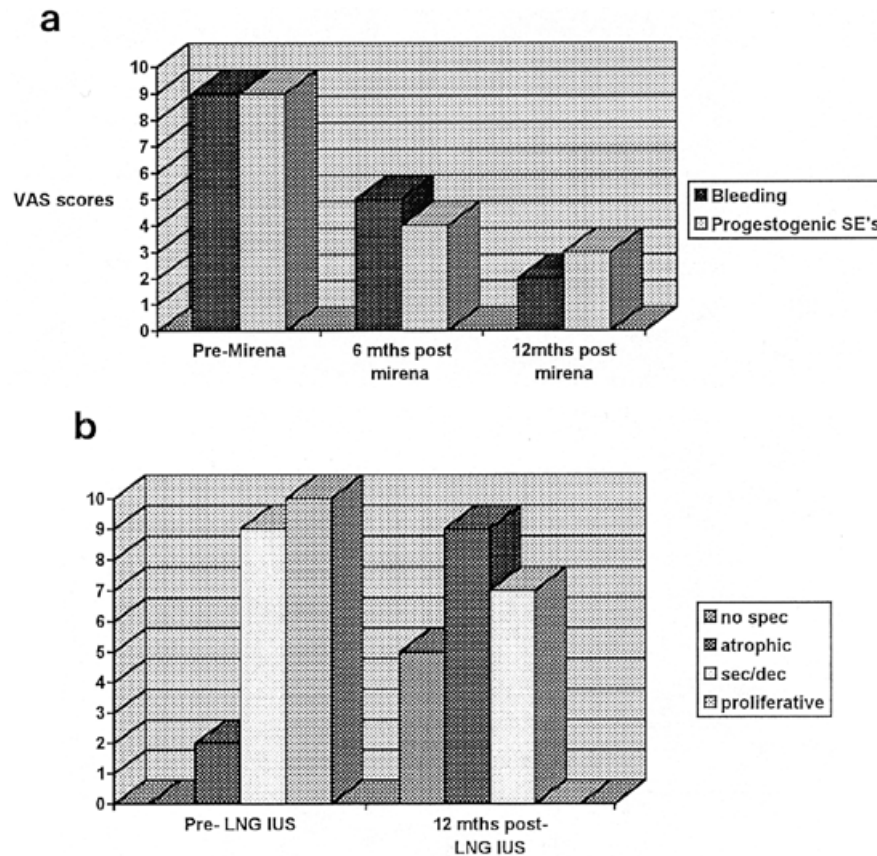 a
10
9
8
7
6
5
4
3
2
1
0
VAS scores
Pre-Mirena
6 mths post
mirena
12mths post
mirena
Bleeding
Progestogenic SE's
b
10
9
8
7
6
5
4
3
2
1
0
Pre- LNG IUS
12 mths post-
LNG IUS
no spec
atrophic
sec/dec
proliferative